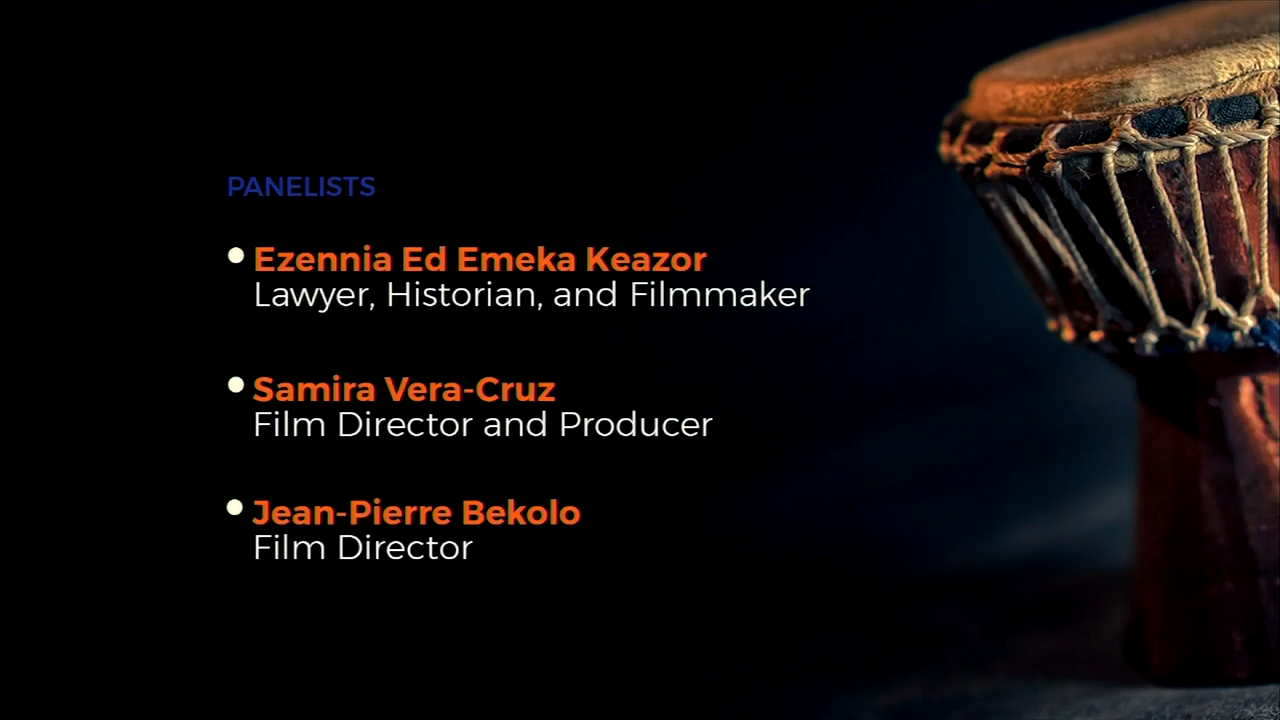 PANELISTS
Ezennia Ed Emeka Keazor
Lawyer, Historian, and Filmmaker
Samira Vera-Cruz
Film Director and Producer
Jean-Pierre Bekolo
Film Director